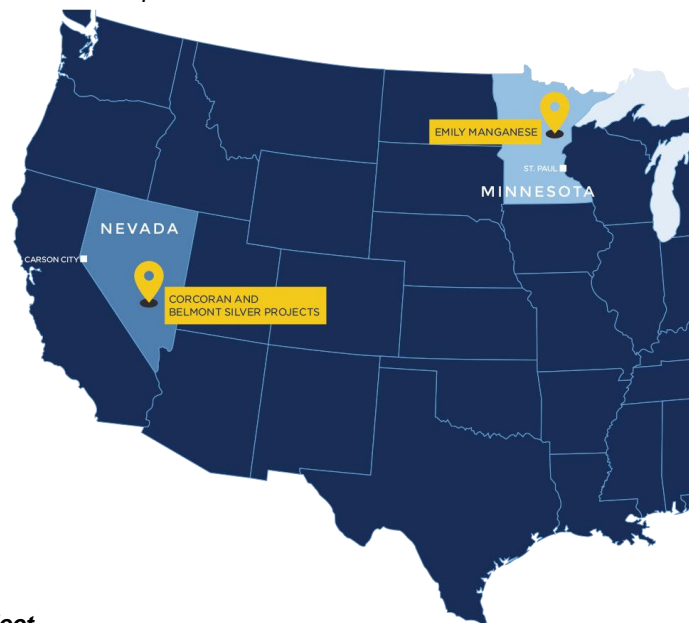 EMILY MANGANESE
ST. PAUL
MINNESOTA
NEVADA
CARSON CITY
CORCORAN AND
BELMONT SILVER PROJECTS